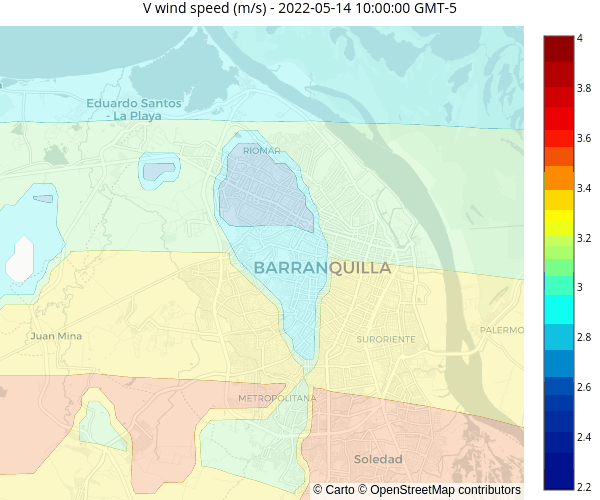 V wind speed (m/s) - 2022-05-14 10:00:00 GMT-5
4
3.8
3.6
3.4
3.2
3
2.8
2.6
2.4
2.2
Eduardo Santos
- La Playa
RIOMAR
BARRANQUILLA
Juan Mina
SURORIENTE
PALERMO
METROPOLITANA
Soledad
© Carto © OpenStreetMap contributors